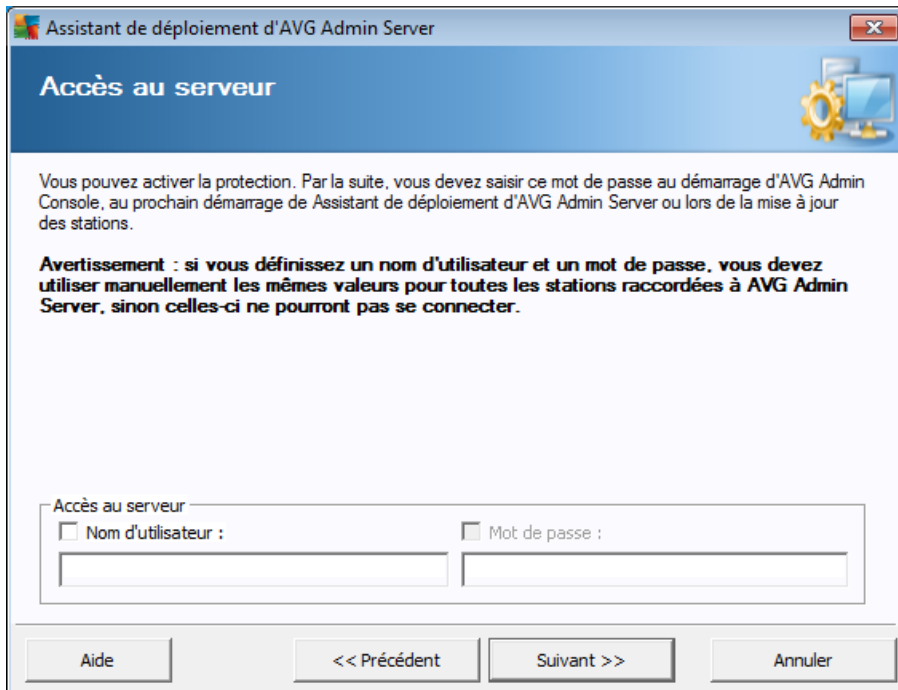 Assistant de déploiement d'AVG Admin Server
Accès au serveur
Vous pouvez activer la protection. Par la suite, vous devez saisir ce mot de passe au démarrage d'AVG Admin
Console, au prochain démarrage de Assistant de déploiement d'AVG Admin Server ou lors de la mise à jour
des stations.
Avertissement : si vous définissez un nom d'utilisateur et un mot de passe, vous devez
utiliser manuellement les mêmes valeurs pour toutes les stations raccordées à AVG Admin
Server, sinon celles-ci ne pourront pas se connecter.
Accès au serveur
Nom d'utilisateur :
Mot de passe :
Aide
<< Précédent
Suivant >>
Annuler